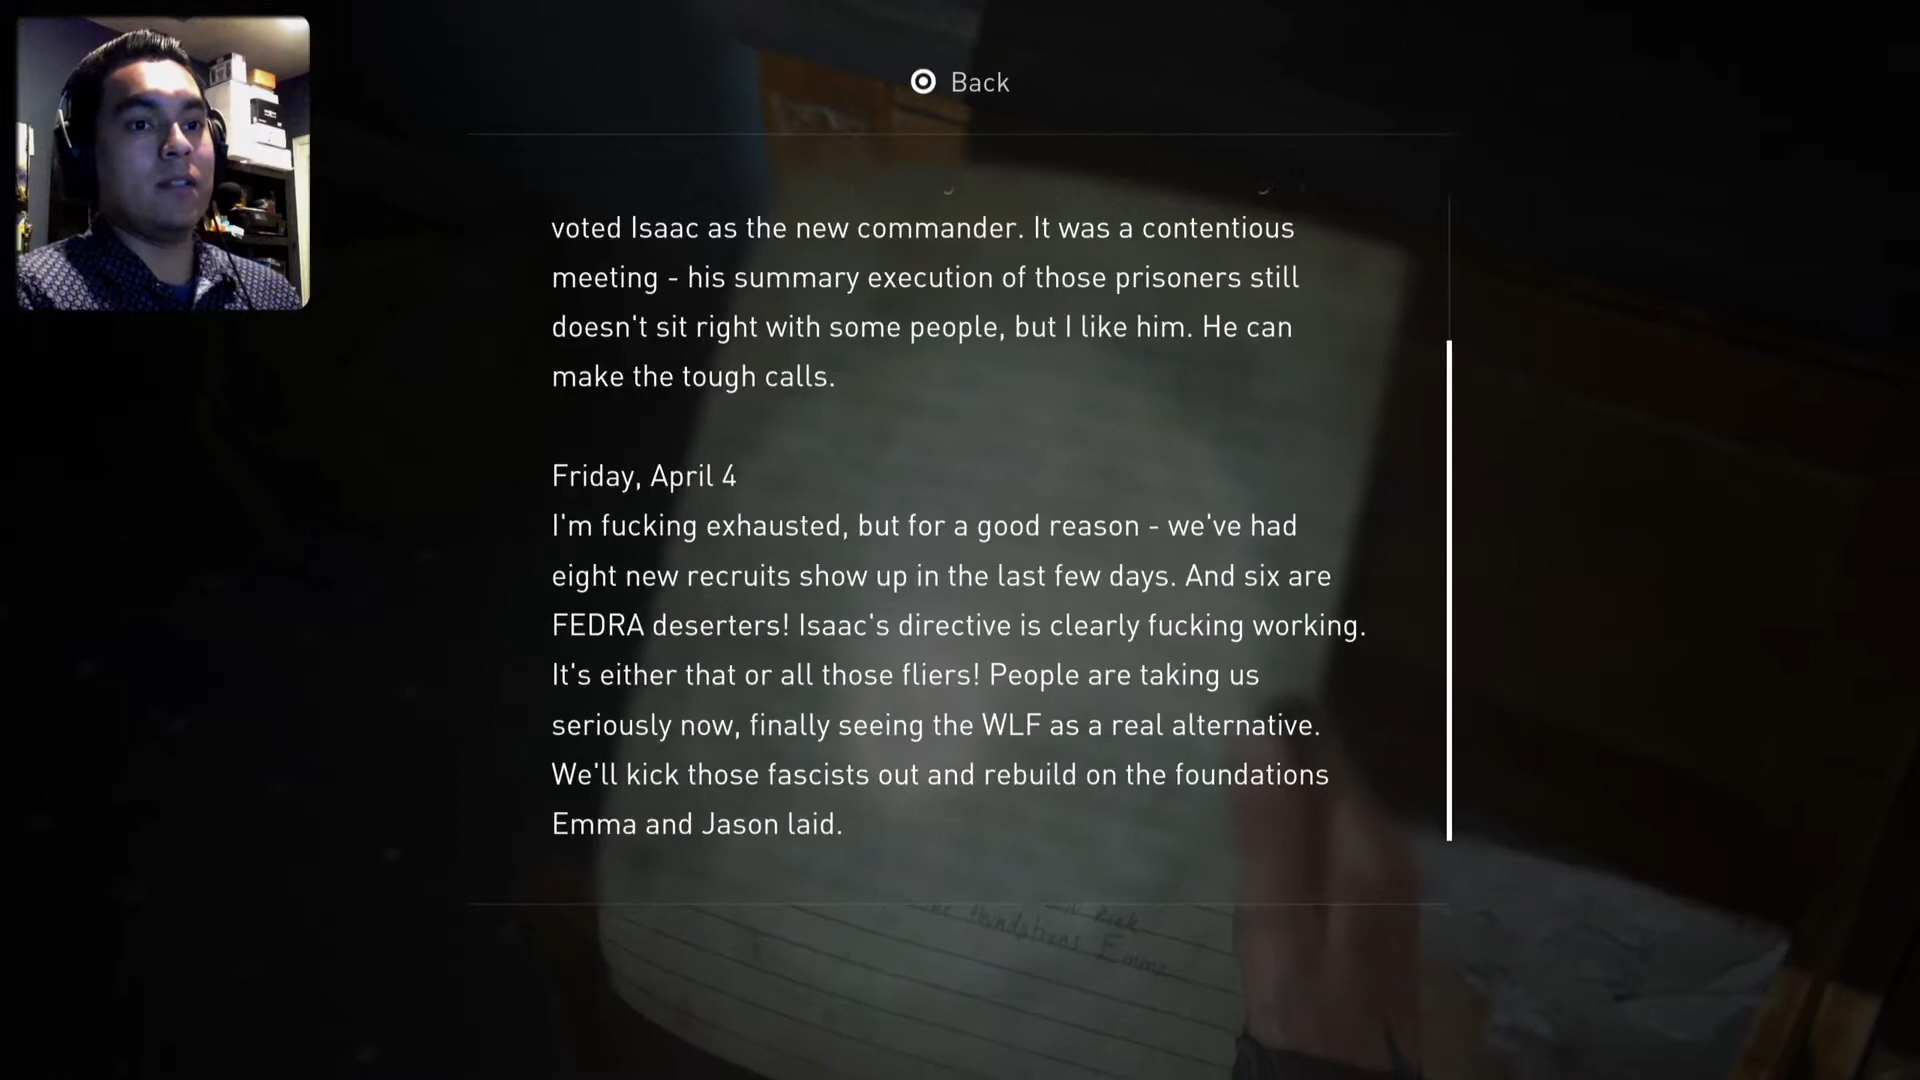 Back
voted Isaac as the new commander. It was a contentious
meeting - his summary execution of those prisoners still
doesn't sit right with some people, but I like him. He can
make the tough calls.
Friday, April 4
I'm fucking exhausted, but for a good reason - we've had
eight new recruits show up in the last few days. And six are
FEDRA deserters! Isaac's directive is clearly fucking working.
It's either that or all those fliers! People are taking us
seriously now, finally seeing the WLF as a real alternative.
We'll kick those fascists out and rebuild on the foundations
Emma and Jason laid.
foundations Emma